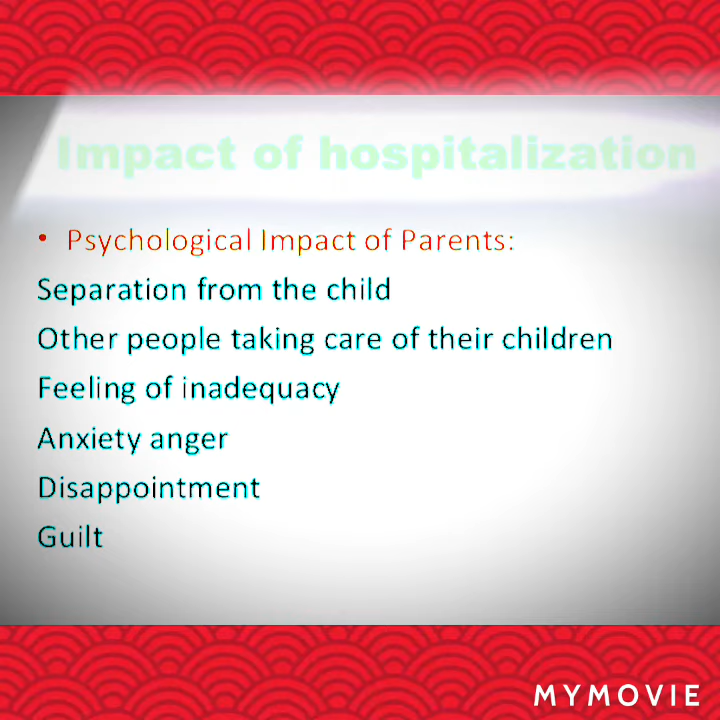 Impact of hospitalization
• Psychological Impact of Parents:
Separation from the child
Other people taking care of their children
Feeling of inadequacy
Anxiety anger
Disappointment
Guilt
MYMOVIE